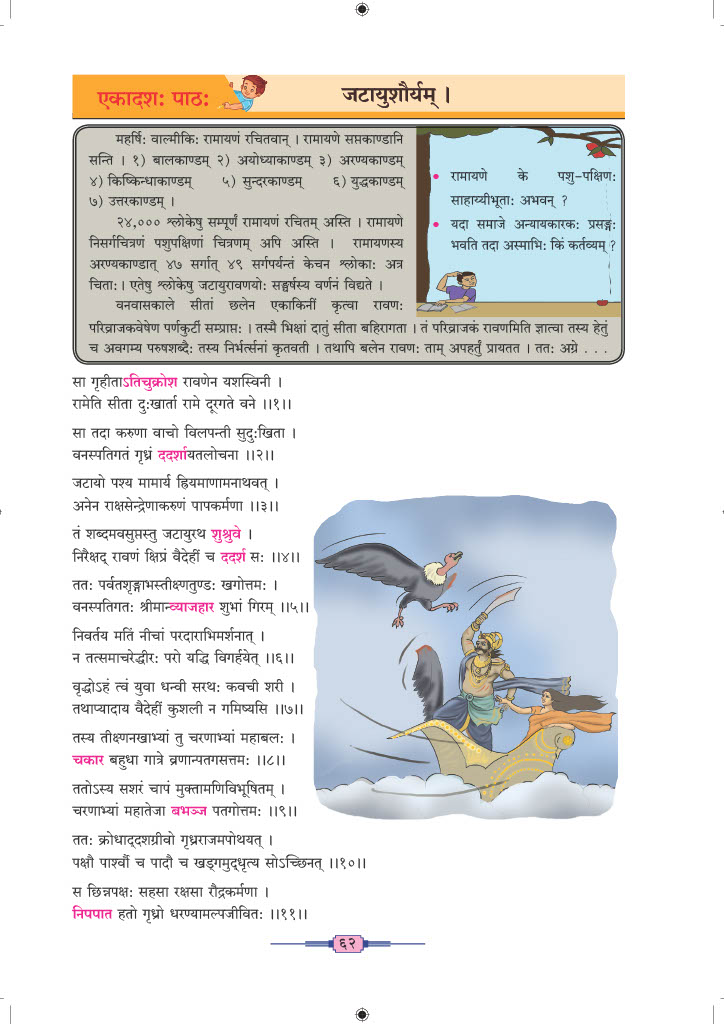 एकादशः पाठः
जटायुशौर्यम् ।
महर्षिः वाल्मीकिः रामायणं रचितवान् । रामायणे सप्तकाण्डानि
सन्ति । १) बालकाण्डम् २) अयोध्याकाण्डम् ३) अरण्यकाण्डम्
४) किष्किन्धाकाण्डम् ५) सुन्दरकाण्डम् ६) युद्धकाण्डम्
७) उत्तरकाण्डम् ।
२४,००० श्लोकेषु सम्पूर्णं रामायणं रचितम् अस्ति । रामायणे
निसर्गचित्रणं पशुपक्षिणां चित्रणम् अपि अस्ति । रामायणस्य
अरण्यकाण्डात् ४७ सर्गात् ४९ सर्गपर्यन्तं केचन श्लोकाः अत्र
चिताः । एतेषु श्लोकेषु जटायुरावणयोः सङ्घर्षस्य वर्णनं विद्यते ।
वनवासकाले सीतां छलेन एकाकिनीं कृत्वा रावणः
परिव्राजकवेषेण पर्णकुटीं सम्प्राप्तः । तस्मै भिक्षां दातुं सीता बहिरागता । तं परिव्राजकं रावणमिति ज्ञात्वा तस्य हेतुं
च अवगम्य परुषशब्दैः तस्य निर्भर्त्सनां कृतवती । तथापि बलेन रावणः ताम् अपहर्तुं प्रायतत । ततः अग्रे . . .
• रामायणे के पशु-पक्षिणः
साहाय्यीभूताः अभवन् ?
• यदा समाजे अन्यायकारकः प्रसङ्गः
भवति तदा अस्माभिः किं कर्तव्यम् ?
सा गृहीताऽतिचुक्रोश रावणेन यशस्विनी ।
रामेति सीता दुःखार्ता रामे दूरगते वने ।।१।।
सा तदा करुणा वाचो विलपन्ती सुदुःखिता ।
वनस्पतिगतं गृध्रं ददर्शायतलोचना ।।२।।
जटायो पश्य मामार्य ह्रियमाणामनाथवत् ।
अनेन राक्षसेन्द्रेणाकरुणं पापकर्मणा ।।३।।
तं शब्दमवसुप्तस्तु जटायुरथ शुश्रुवे ।
निरैक्षद् रावणं क्षिप्रं वैदेहीं च ददर्श सः ।।४।।
ततः पर्वतशृङ्गाभस्तीक्ष्णतुण्डः खगोत्तमः ।
वनस्पतिगतः श्रीमान्व्याजहार शुभां गिरम् ।।५।।
निवर्तय मतिं नीचां परदाराभिमर्शनात् ।
न तत्समाचरेद्धीरः परो यद्धि विगर्हयेत् ।।६।।
वृद्धोऽहं त्वं युवा धन्वी सरथः कवची शरी ।
तथाप्यादाय वैदेहीं कुशली न गमिष्यसि ।।७।।
तस्य तीक्ष्णनखाभ्यां तु चरणाभ्यां महाबलः ।
चकार बहुधा गात्रे व्रणान्पतगसत्तमः ।।८।।
ततोऽस्य सशरं चापं मुक्तामणिविभूषितम् ।
चरणाभ्यां महातेजा बभञ्ज पतगोत्तमः ।।९।।
ततः क्रोधाद्दशग्रीवो गृध्रराजमपोथयत् ।
पक्षौ पार्श्वौ च पादौ च खड्गमुद्धृत्य सोऽच्छिनत् ।।१०।।
स छिन्नपक्षः सहसा रक्षसा रौद्रकर्मणा ।
निपपात हतो गृध्रो धरण्यामल्पजीवितः ।।११।।
६२